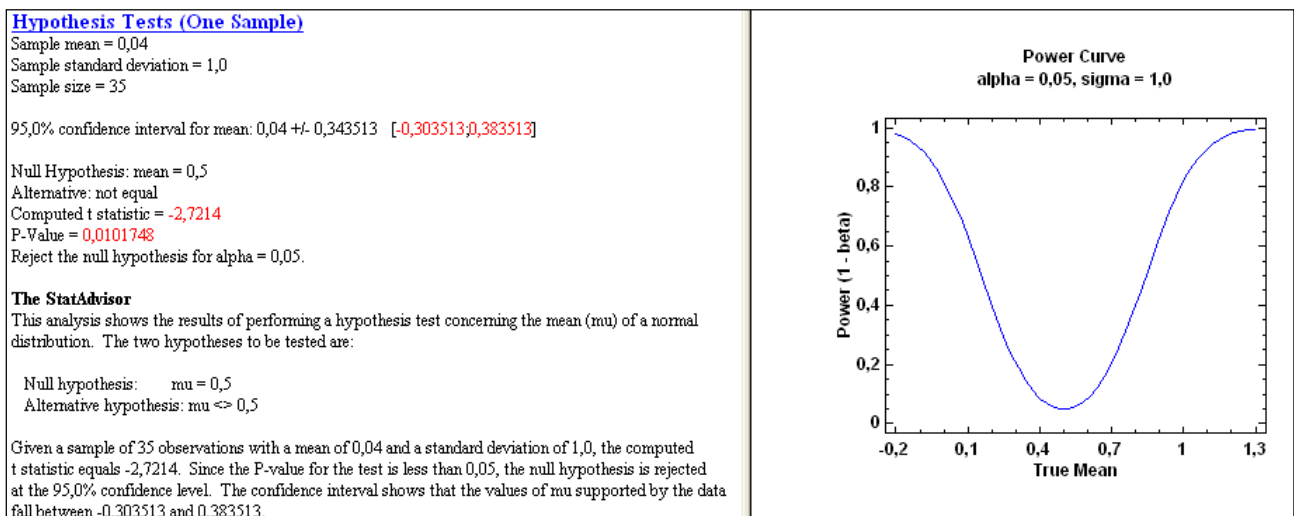 Hypothesis Tests (One Sample)
Sample mean = 0,04
Sample standard deviation = 1,0
Sample size = 35
95,0% confidence interval for mean: 0,04 +/- 0,343513 [-0,303513;0,383513]
Null Hypothesis: mean = 0,5
Alternative: not equal
Computed t statistic = -2,7214
P-Value = 0,0101748
Reject the null hypothesis for alpha = 0,05.
The StatAdvisor
This analysis shows the results of performing a hypothesis test concerning the mean (mu) of a normal
distribution. The two hypotheses to be tested are:
Null hypothesis: mu = 0,5
Alternative hypothesis: mu <> 0,5
Given a sample of 35 observations with a mean of 0,04 and a standard deviation of 1,0, the computed
t statistic equals -2,7214. Since the P-value for the test is less than 0,05, the null hypothesis is rejected
at the 95,0% confidence level. The confidence interval shows that the values of mu supported by the data
fall between -0,303513 and 0,383513.
Power Curve
alpha = 0,05, sigma = 1,0
Power (1 - beta)
1
0,8
0,6
0,4
0,2
0
-0,2 0,1 0,4 0,7 1 1,3
True Mean